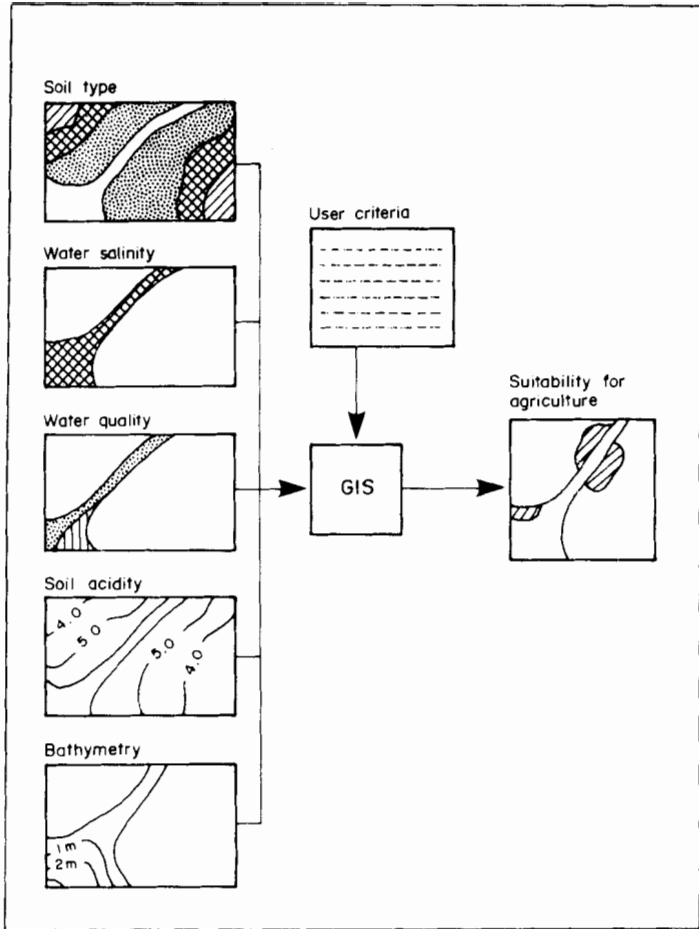 Soil type
Water salinity
Water quality
Soil acidity
4.0
5.0
5.0
4.0
Bathymetry
1m
2m
User criteria
GIS
Suitability for
agriculture